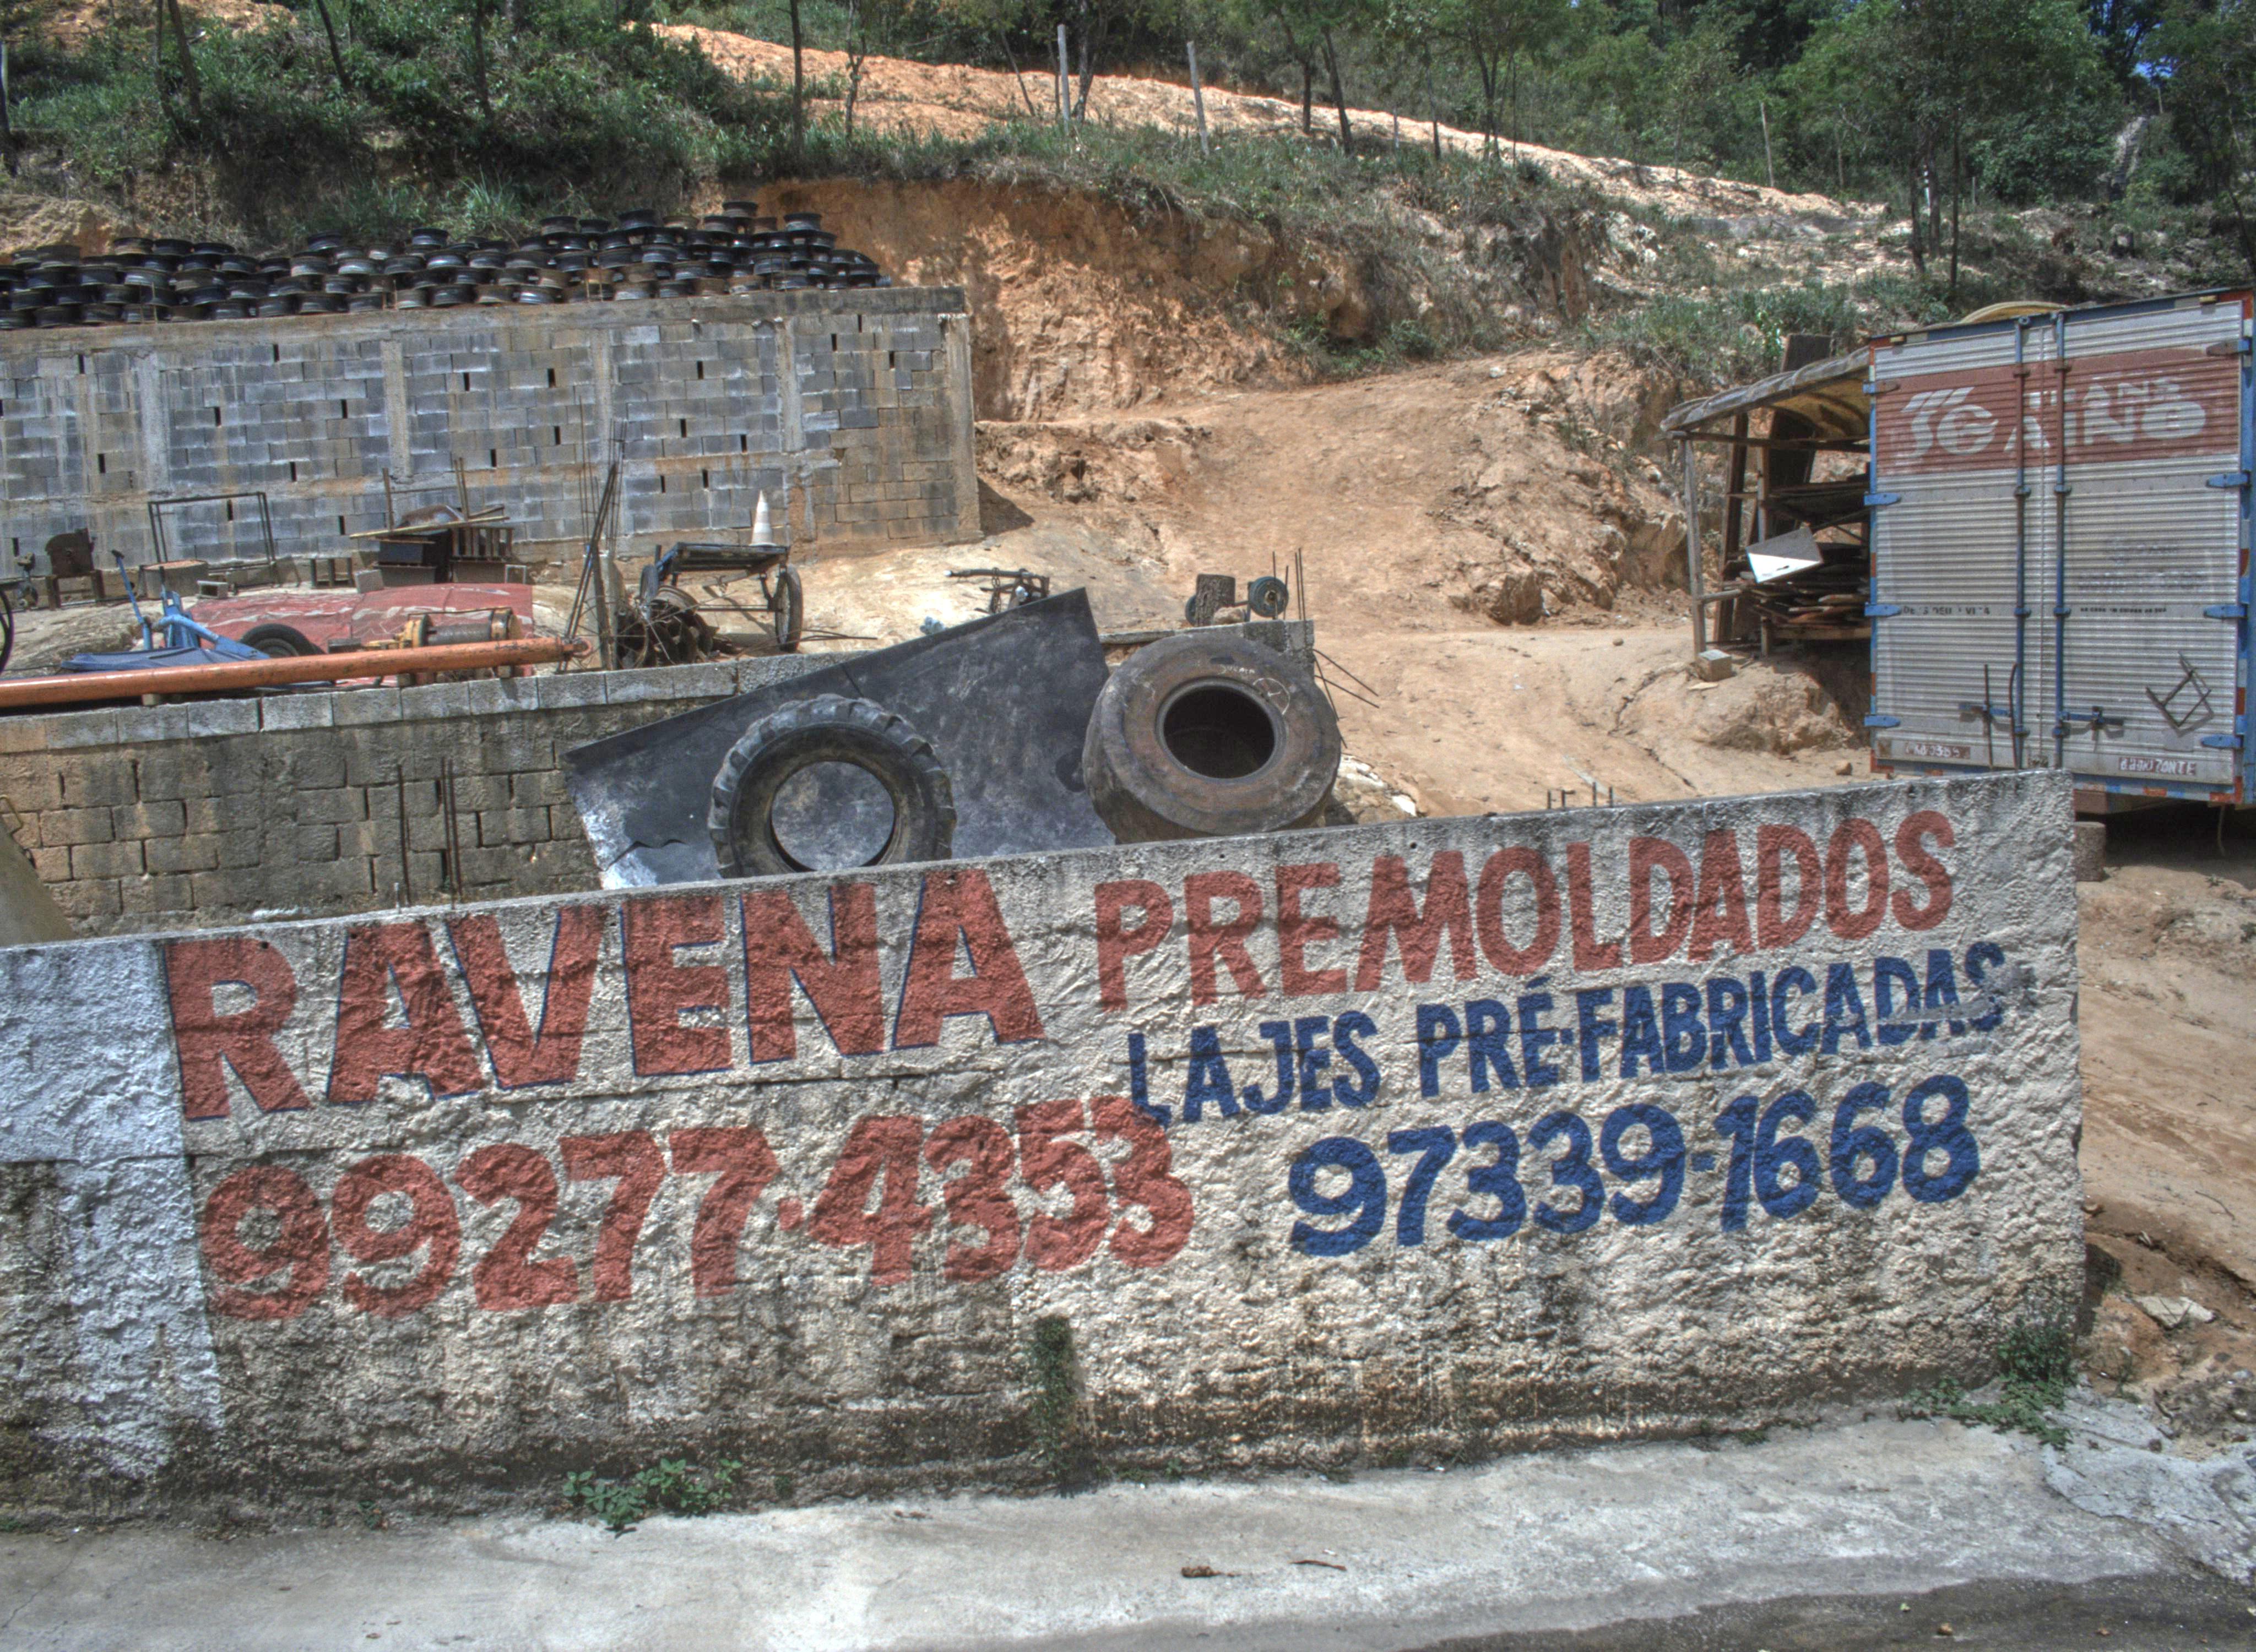 RAVENA PREMOLDADOS
LAJES PRÉ-FABRICADAS
99277-4353
97339-1668